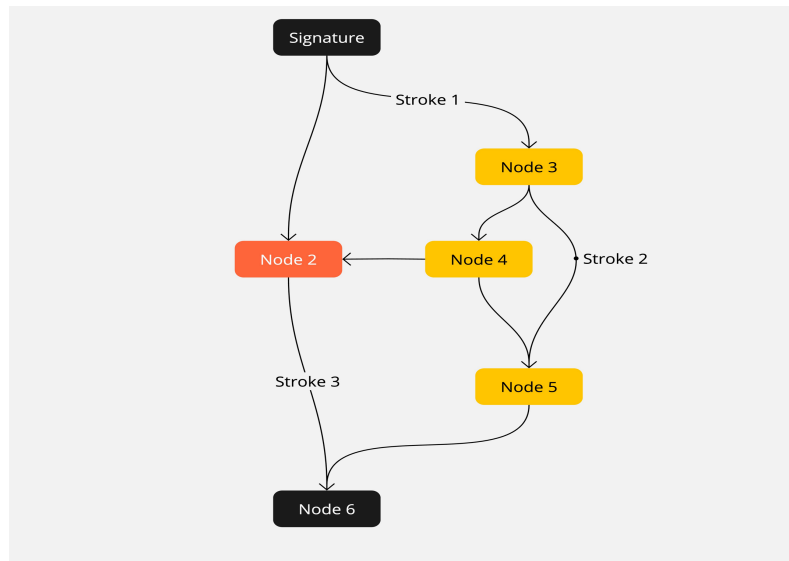 Signature
Stroke 1
Node 3
Node 2
Node 4
Stroke 2
Stroke 3
Node 5
Node 6